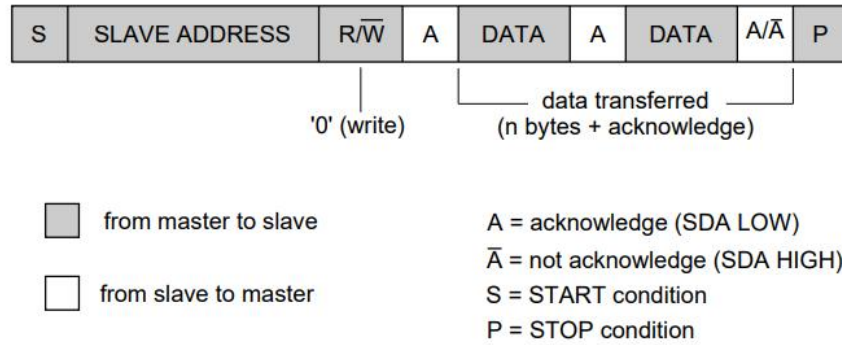 S SLAVE ADDRESS R/W̅ A DATA A DATA A/A̅ P
'0' (write)
data transferred
(n bytes + acknowledge)
from master to slave
from slave to master
A = acknowledge (SDA LOW)
A̅ = not acknowledge (SDA HIGH)
S = START condition
P = STOP condition